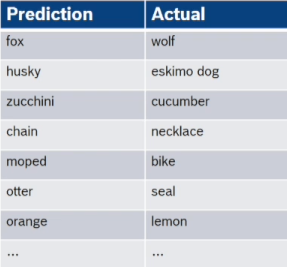 Prediction Actual
fox wolf
husky eskimo dog
zucchini cucumber
chain necklace
moped bike
otter seal
orange lemon
... ...